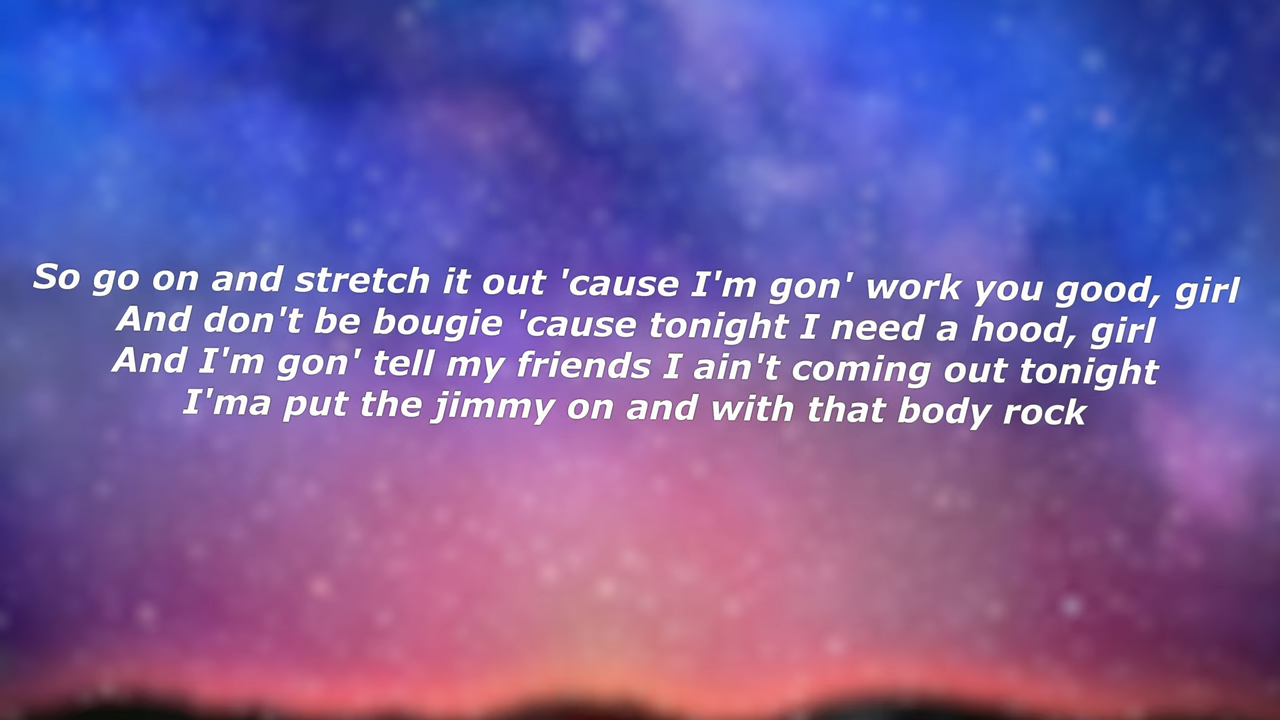 So go on and stretch it out 'cause I'm gon' work you good, girl
And don't be bougie 'cause tonight I need a hood, girl
And I'm gon' tell my friends I ain't coming out tonight
I'ma put the jimmy on and with that body rock